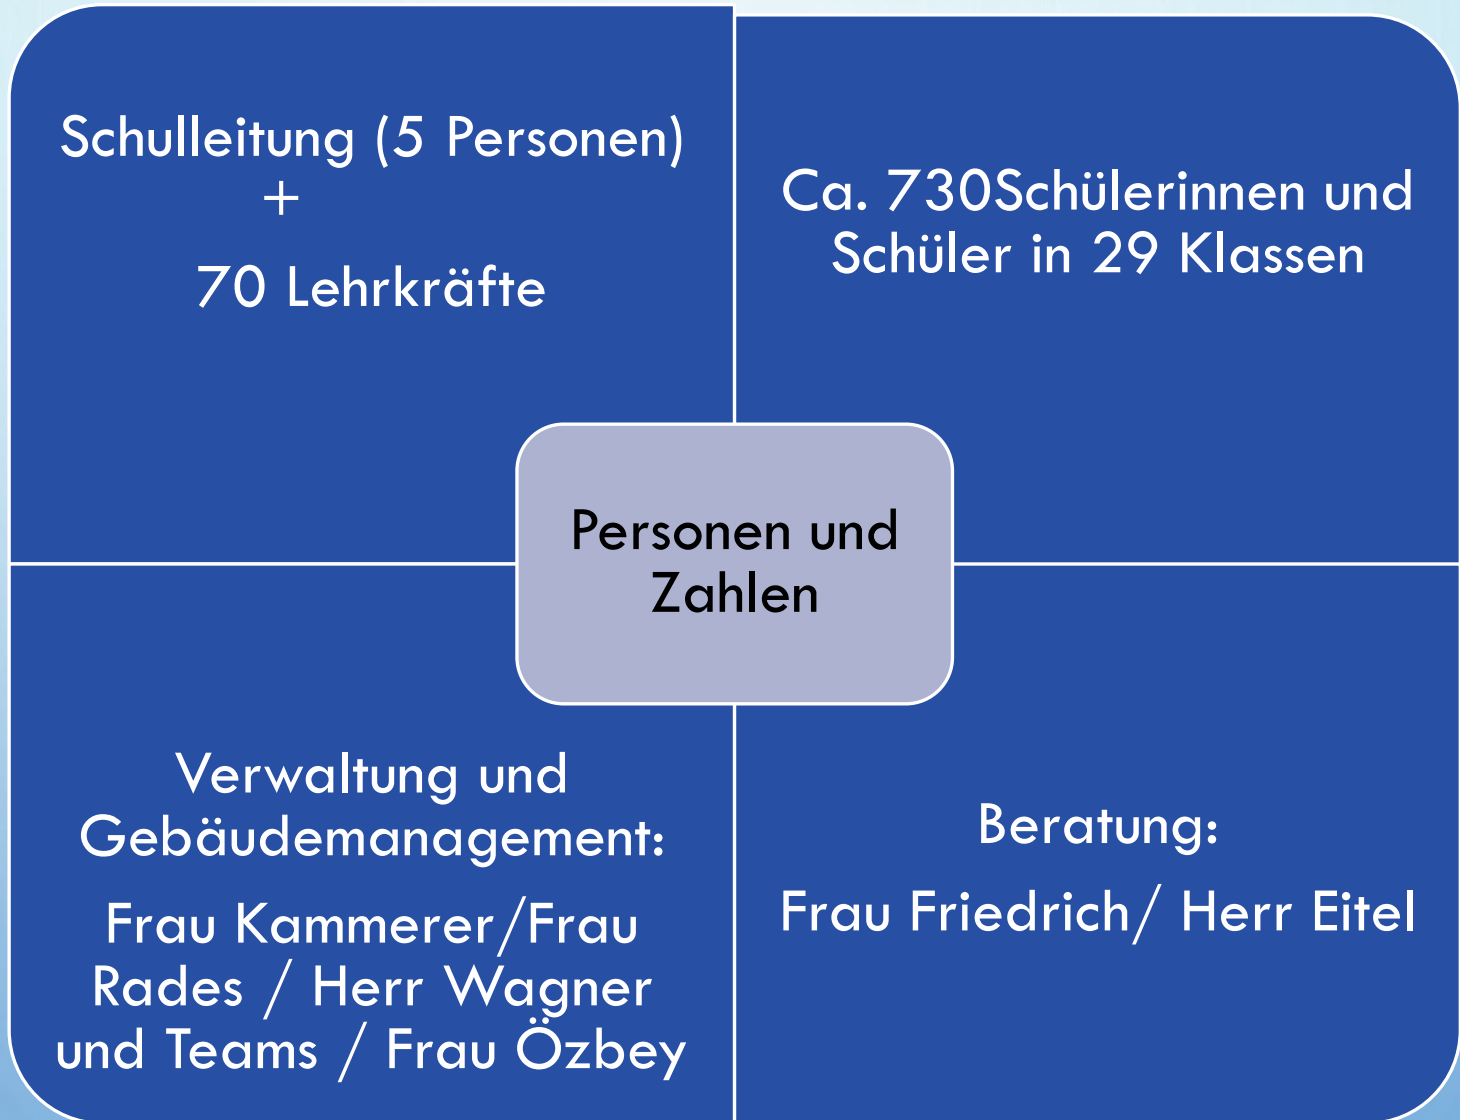 Schulleitung (5 Personen)
+
70 Lehrkräfte
Ca. 730Schülerinnen und
Schüler in 29 Klassen
Personen und
Zahlen
Verwaltung und
Gebäudemanagement:
Frau Kammerer/Frau
Rades / Herr Wagner
und Teams / Frau Özbey
Beratung:
Frau Friedrich/ Herr Eitel